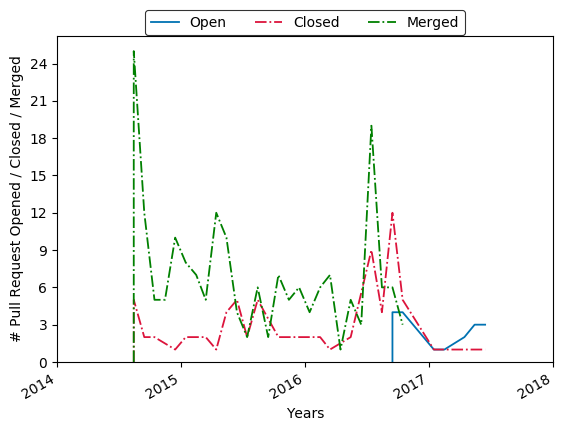 Open Closed Merged
# Pull Request Opened / Closed / Merged
24
21
18
15
12
9
6
3
0
2014 2015 2016 2017 2018
Years